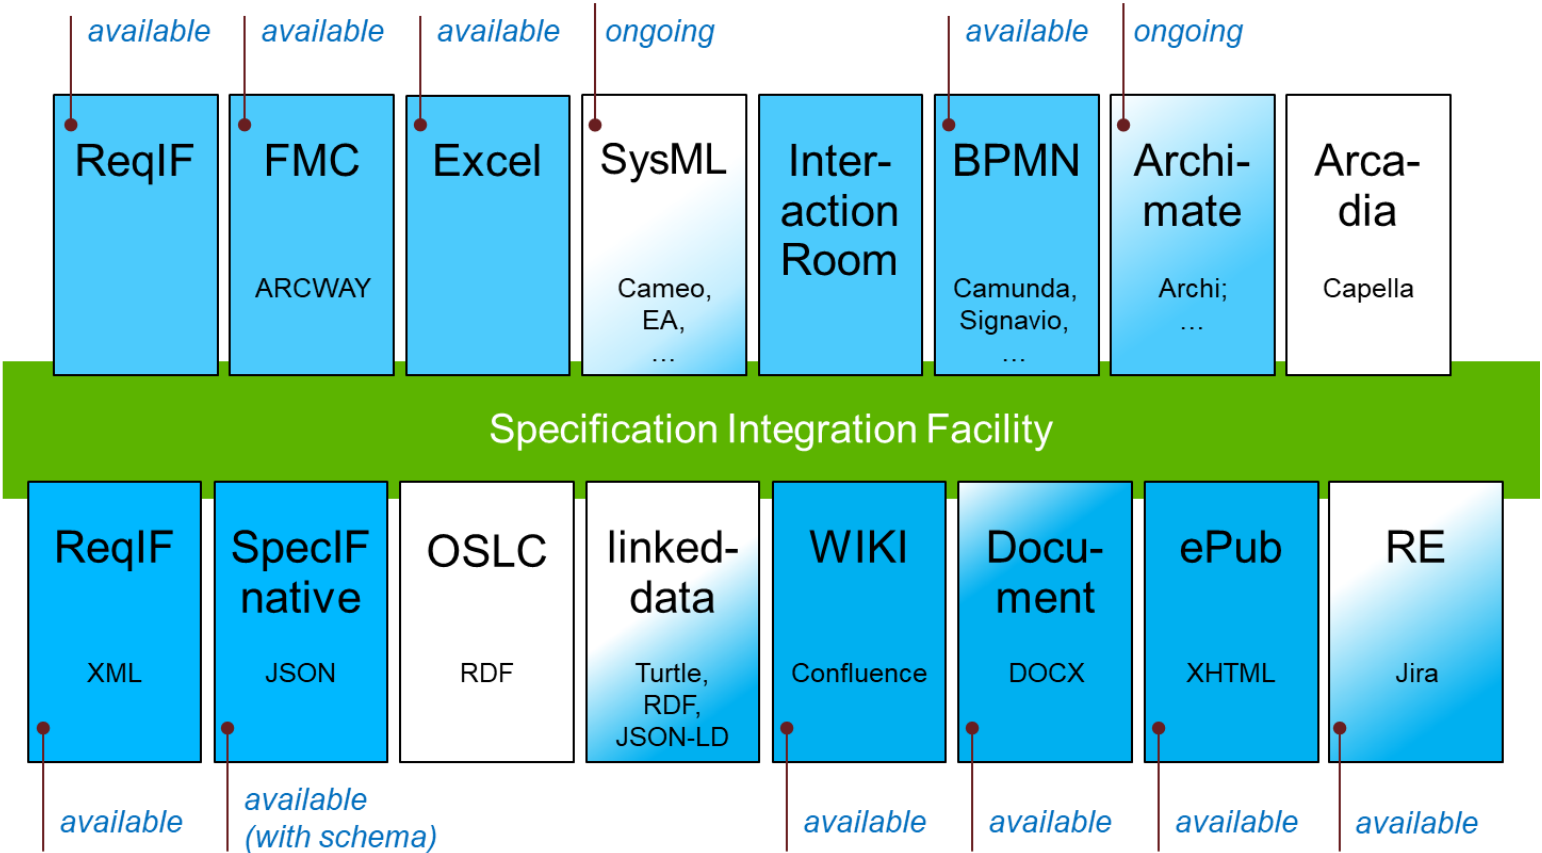 available
available
available
ongoing
available
ongoing
ReqIF
FMC
ARCWAY
Excel
SysML
Cameo,
EA,
...
Inter-
action
Room
BPMN
Camunda,
Signavio,
...
Archi-
mate
Archi;
...
Arca-
dia
Capella
Specification Integration Facility
ReqIF
XML
SpecIF
native
JSON
OSLC
RDF
linked-
data
Turtle,
RDF,
JSON-LD
WIKI
Confluence
Docu-
ment
DOCX
ePub
XHTML
RE
Jira
available
available
(with schema)
available
available
available
available